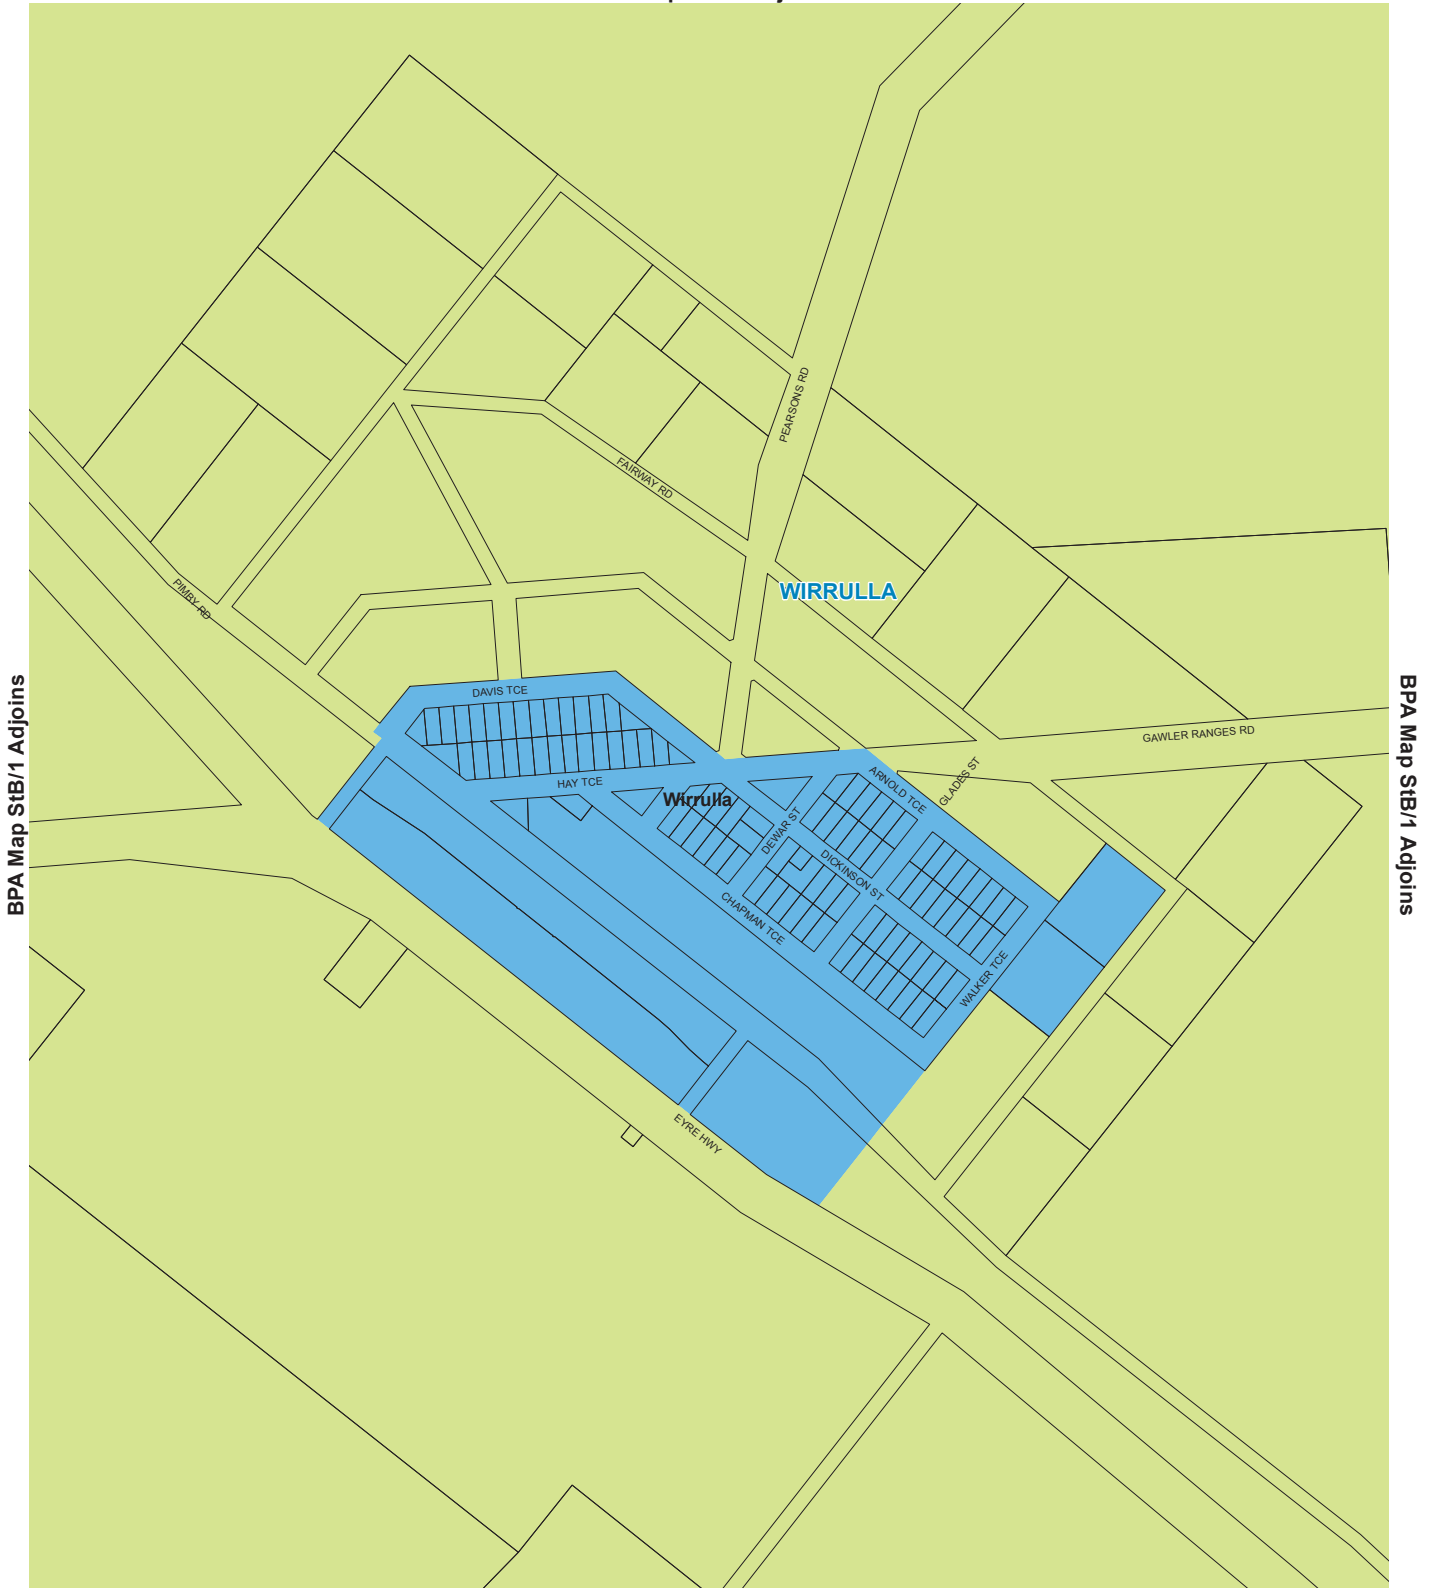 PEARSONS RD
FAIRWAY RD
WIRRULLA
PIMBY RD
DAVIS TCE
GAWLER RANGES RD
HAY TCE
ARNOLD TCE
GLADES ST
Wirrulla
DEWAR ST
DICKINSON ST
CHAPMAN TCE
WALKER TCE
EYRE HWY
BPA Map StB/1 Adjoins
BPA Map StB/1 Adjoins